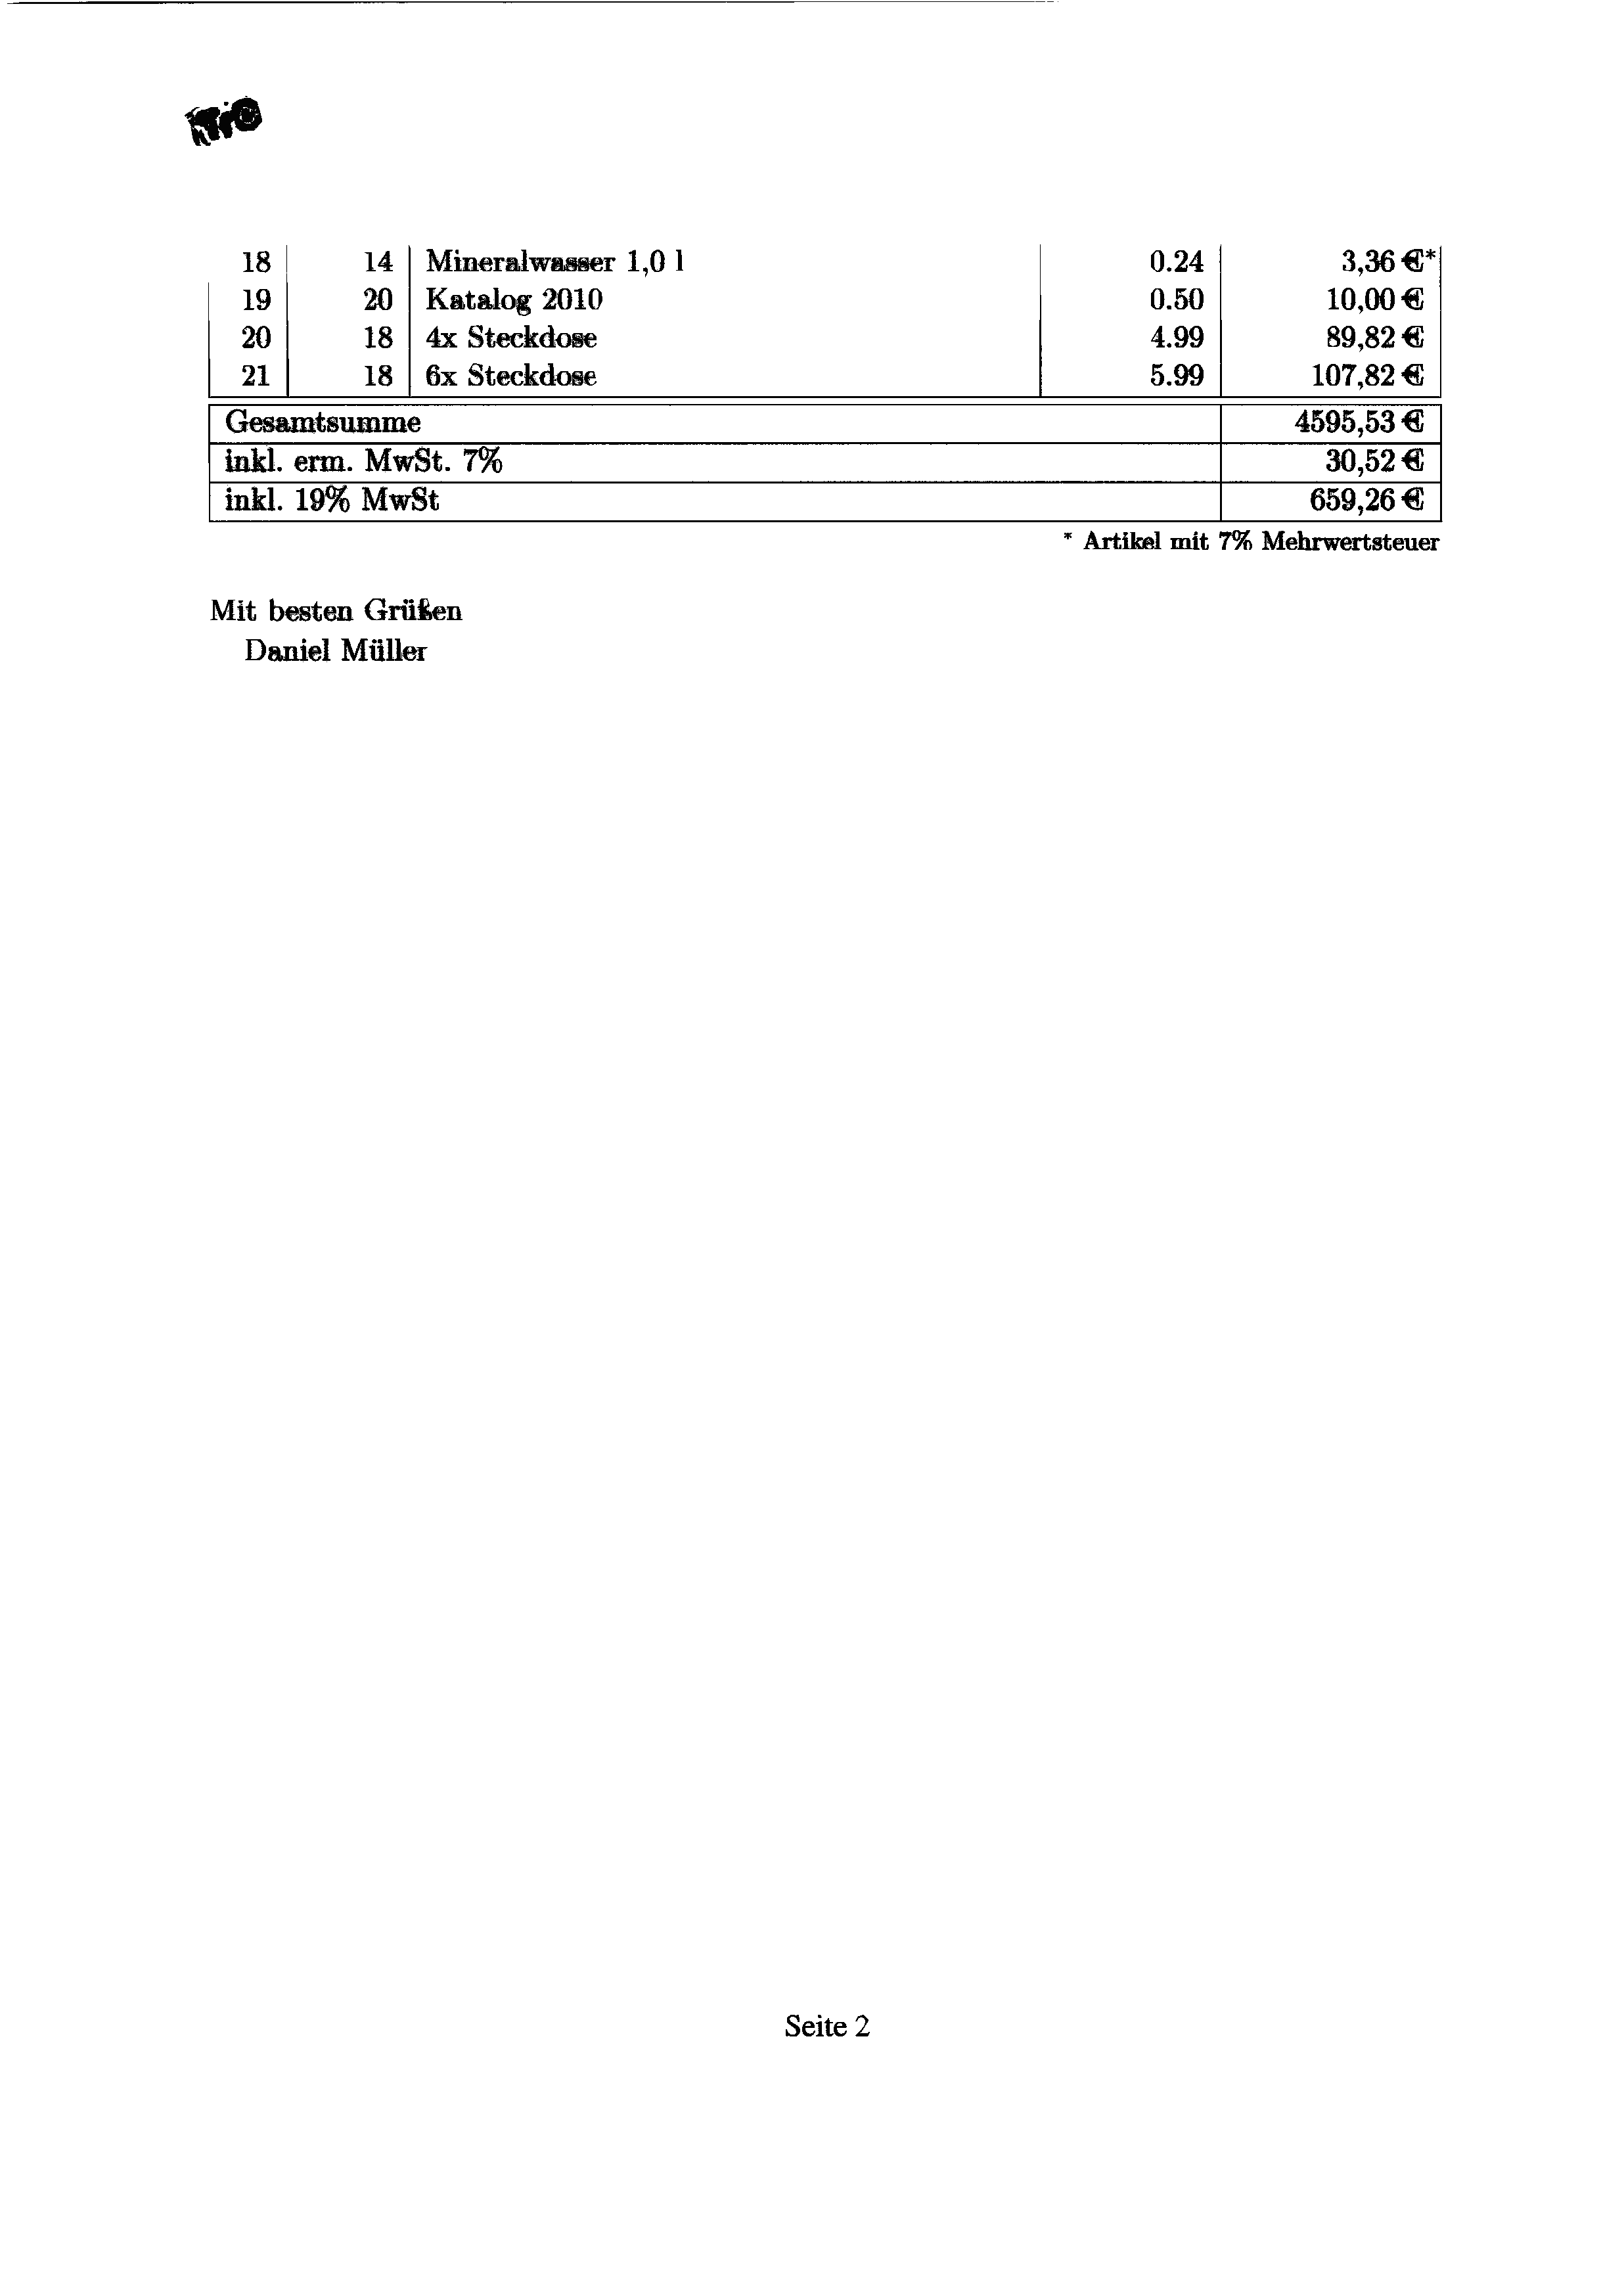 18 14 Mineralwasser 1,0 l 0.24 3,36 €*
19 20 Katalog 2010 0.50 10,00 €
20 18 4x Steckdose 4.99 89,82 €
21 18 6x Steckdose 5.99 107,82 €
Gesamtsumme 4595,53 €
inkl. erm. MwSt. 7% 30,52 €
inkl. 19% MwSt 659,26 €
* Artikel mit 7% Mehrwertsteuer
Mit besten Grüßen
Daniel Müller
Seite 2